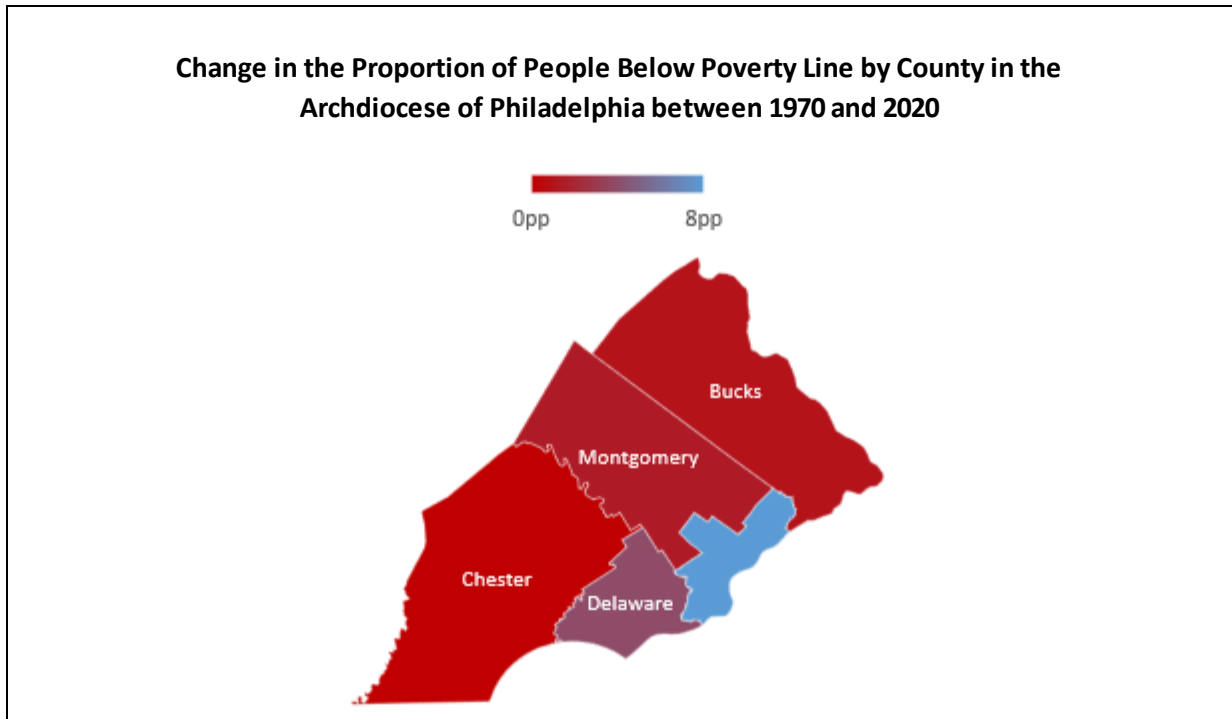 Change in the Proportion of People Below Poverty Line by County in the
Archdiocese of Philadelphia between 1970 and 2020
0pp 8pp
Bucks
Montgomery
Chester
Delaware